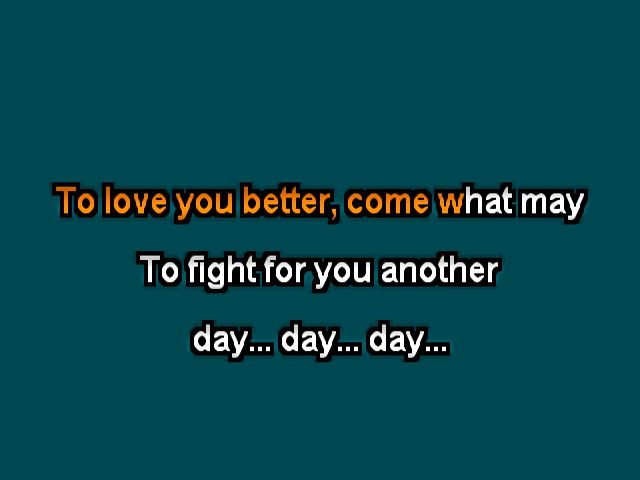 To love you better, come what may
To fight for you another
day... day... day...